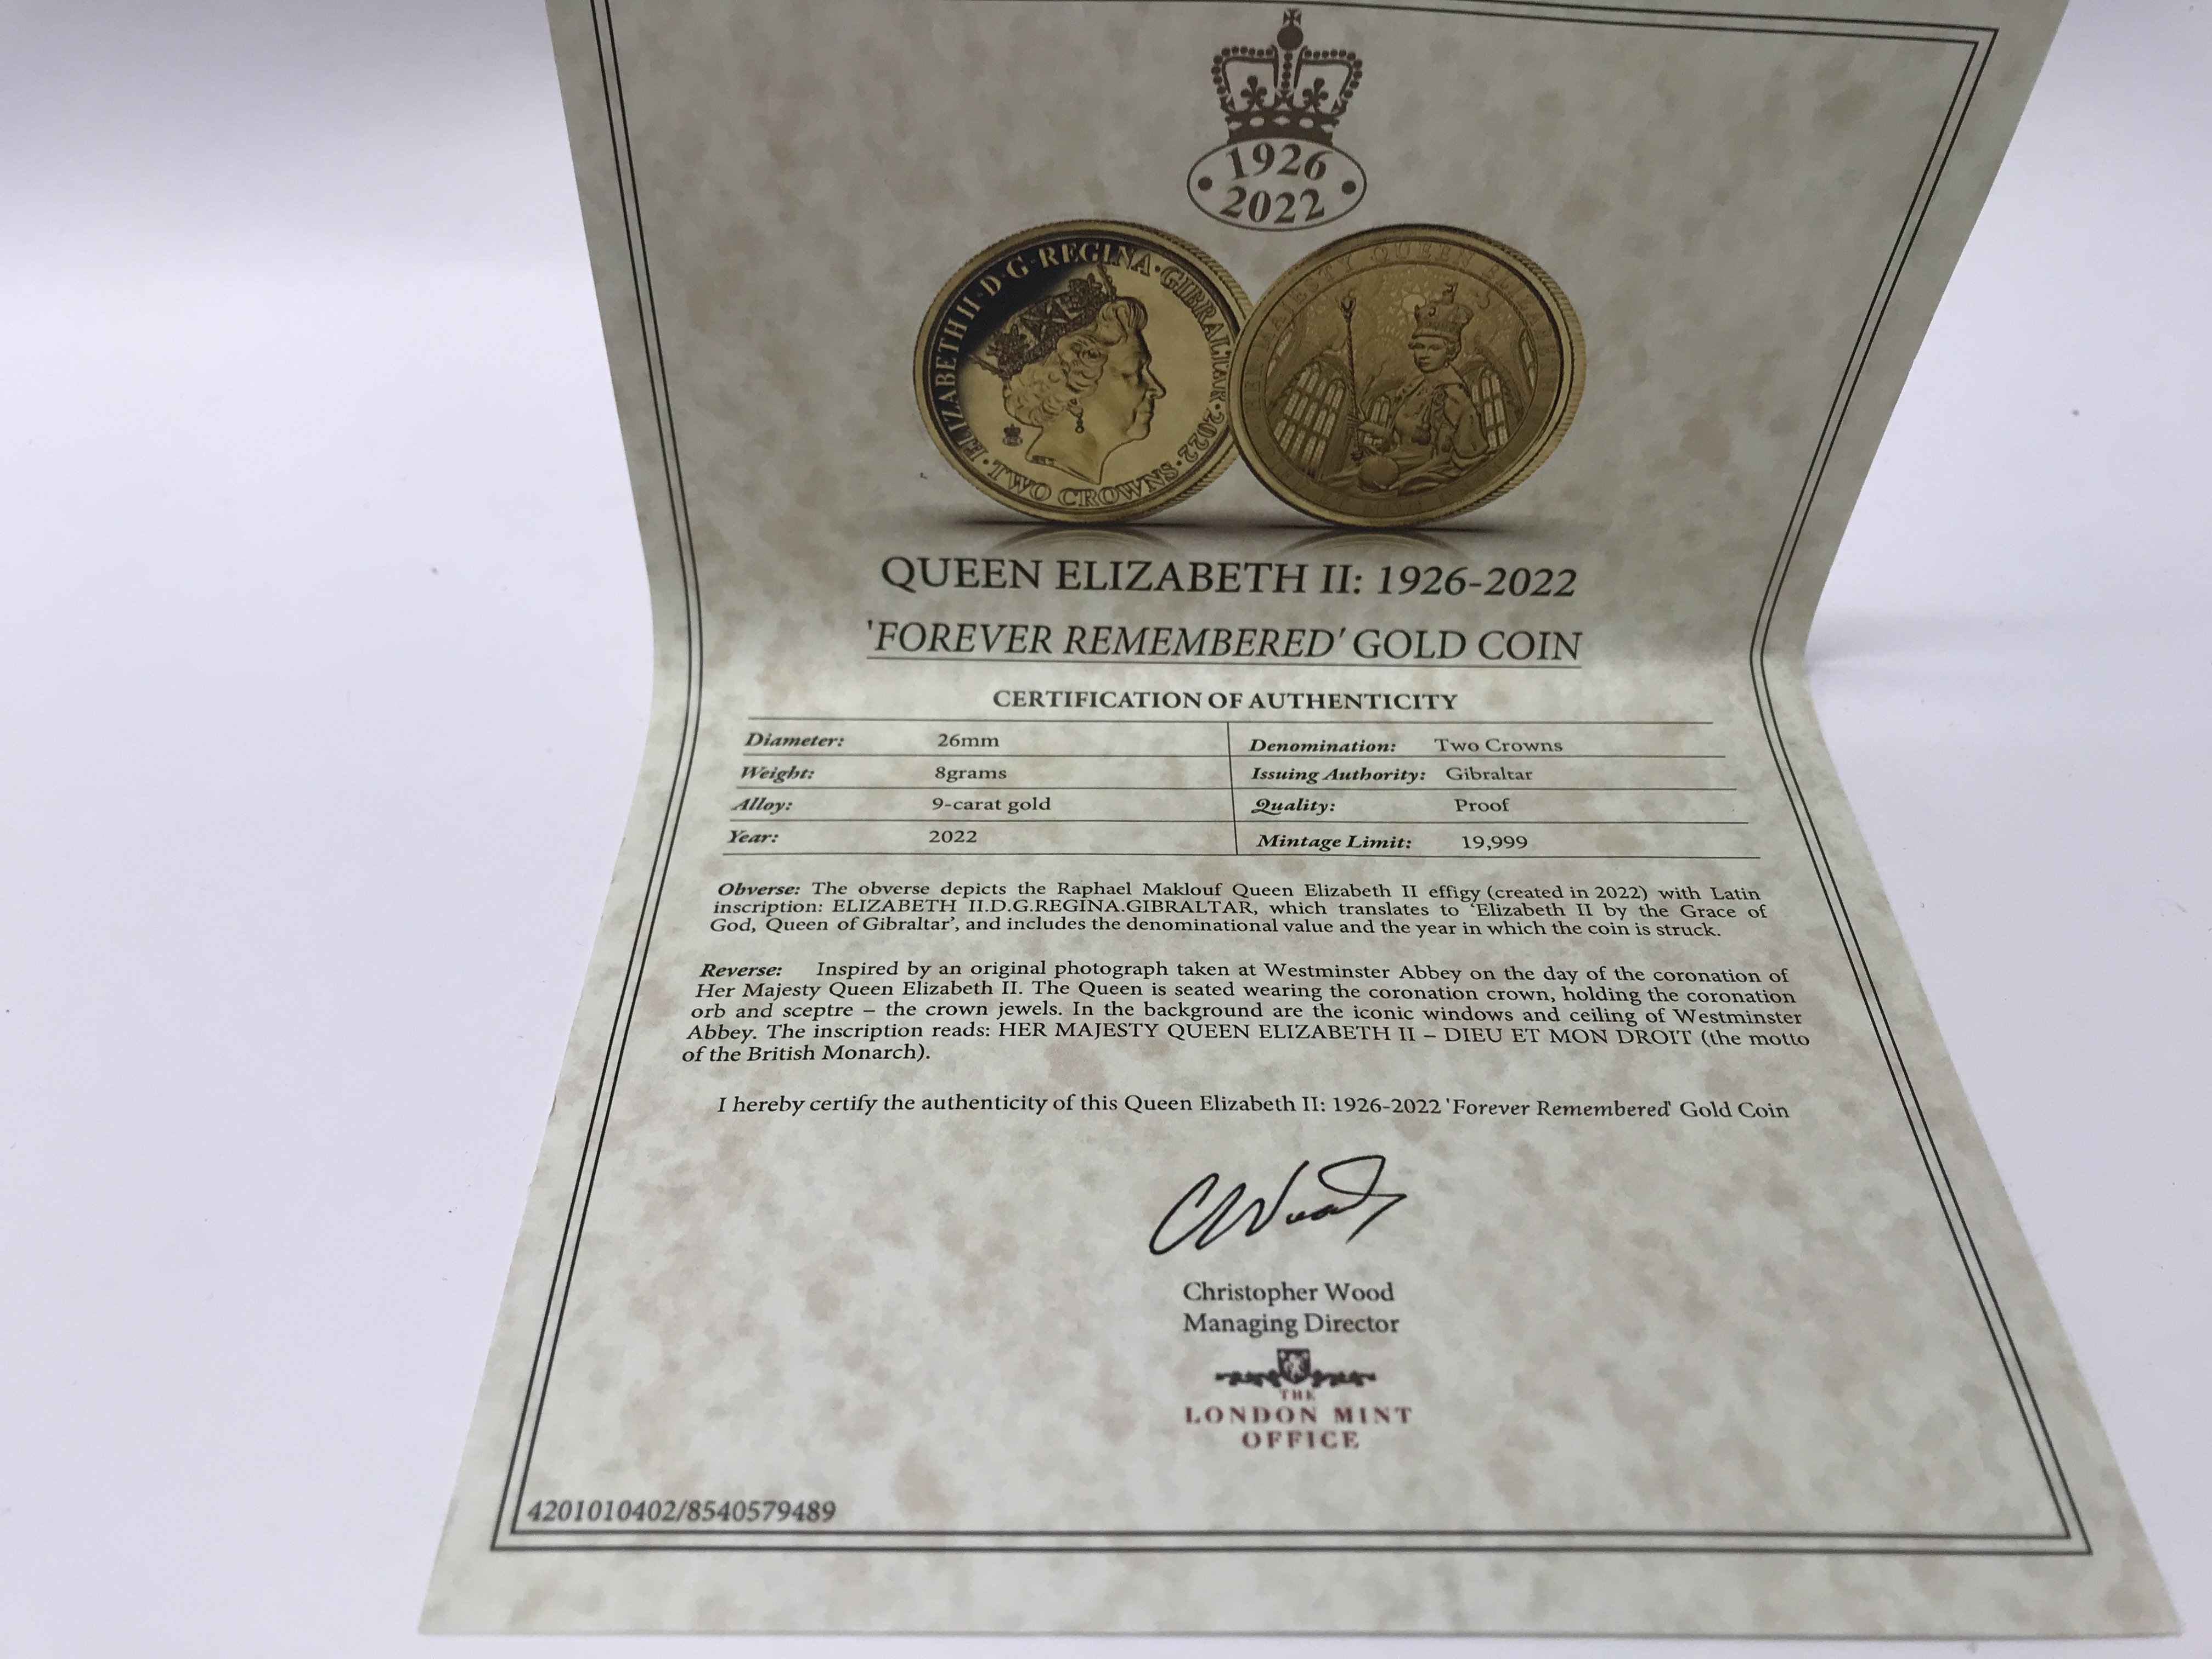 1926
2022
ELIZABETH II · D · G · REGINA · GIBRALTAR · 2022 · TWO CROWNS ·
HER MAJESTY QUEEN ELIZABETH
QUEEN ELIZABETH II: 1926-2022
'FOREVER REMEMBERED' GOLD COIN
CERTIFICATION OF AUTHENTICITY
Diameter: 26mm Denomination: Two Crowns
Weight: 8grams Issuing Authority: Gibraltar
Alloy: 9-carat gold Quality: Proof
Year: 2022 Mintage Limit: 19,999
Obverse: The obverse depicts the Raphael Maklouf Queen Elizabeth II effigy (created in 2022) with Latin
inscription: ELIZABETH II.D.G.REGINA.GIBRALTAR, which translates to 'Elizabeth II by the Grace of
God, Queen of Gibraltar', and includes the denominational value and the year in which the coin is struck.
Reverse: Inspired by an original photograph taken at Westminster Abbey on the day of the coronation of
Her Majesty Queen Elizabeth II. The Queen is seated wearing the coronation crown, holding the coronation
orb and sceptre – the crown jewels. In the background are the iconic windows and ceiling of Westminster
Abbey. The inscription reads: HER MAJESTY QUEEN ELIZABETH II – DIEU ET MON DROIT (the motto
of the British Monarch).
I hereby certify the authenticity of this Queen Elizabeth II: 1926-2022 'Forever Remembered' Gold Coin
Christopher Wood
Managing Director
THE
LONDON MINT
OFFICE
4201010402/8540579489